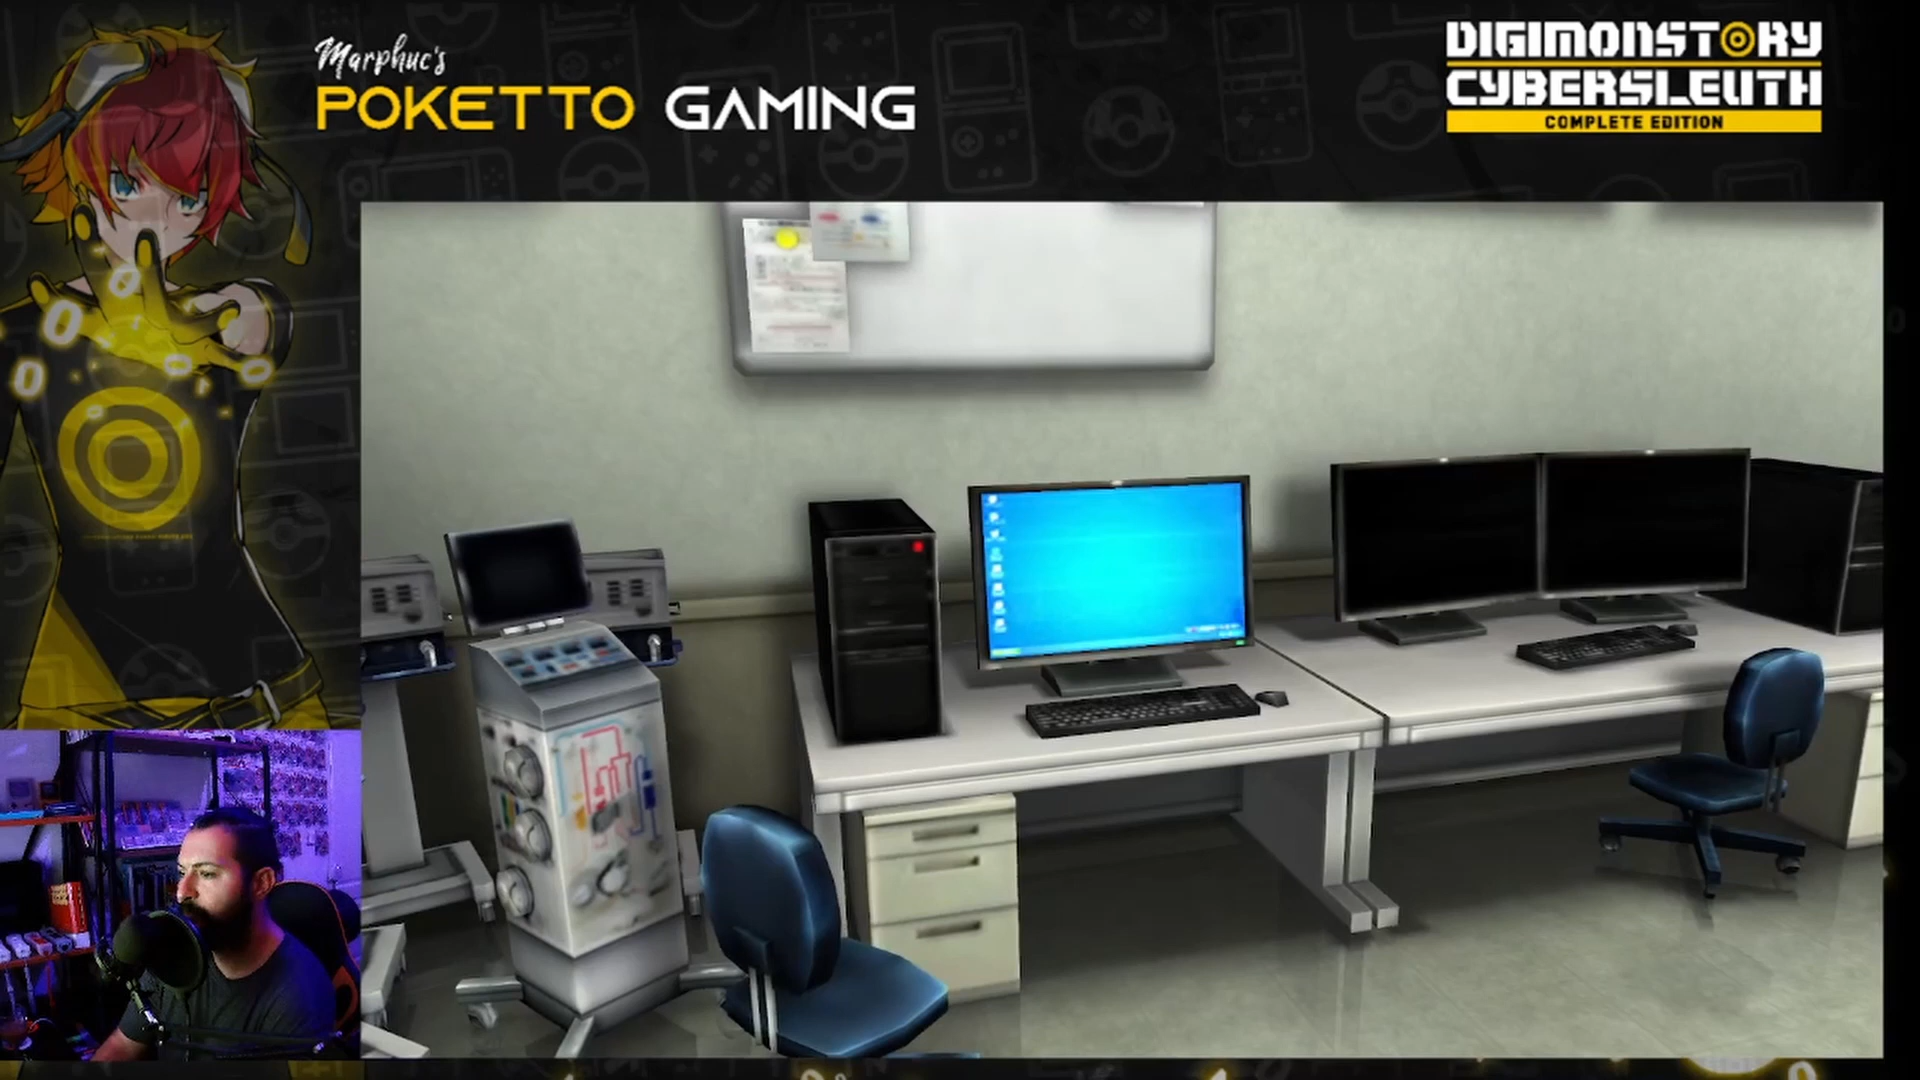 Marphuc's
POKETTO GAMING
DIGIMONSTORY
CYBERSLEUTH
COMPLETE EDITION